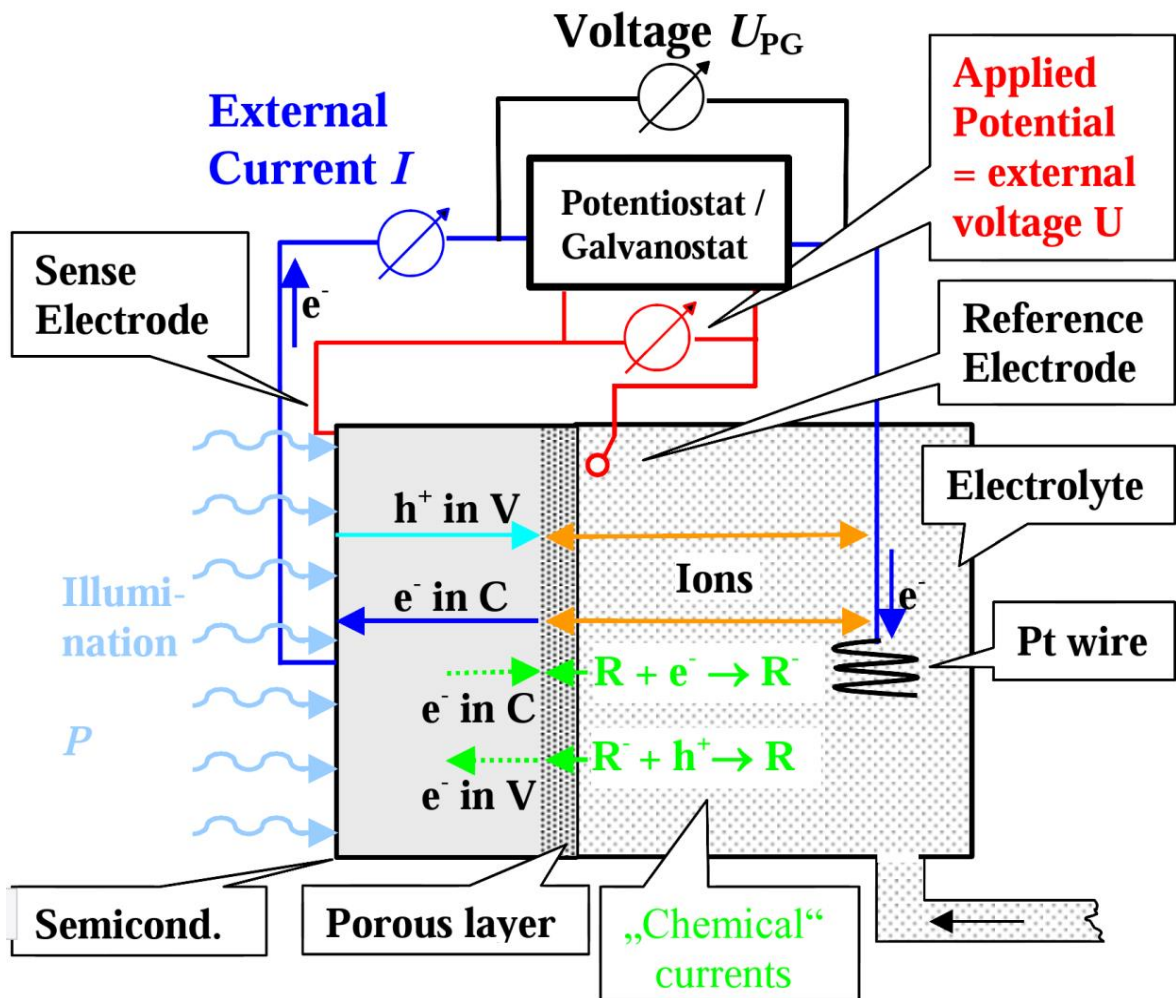 Voltage U_PG
External
Current I
Applied
Potential
= external
voltage U
Potentiostat /
Galvanostat
Sense
Electrode
e⁻
Reference
Electrode
h⁺ in V
Electrolyte
Ions
Illumi-
nation
e⁻ in C
e⁻
Pt wire
R + e⁻ → R⁻
e⁻ in C
P
R⁻ + h⁺ → R
e⁻ in V
Semicond.
Porous layer
„Chemical“
currents